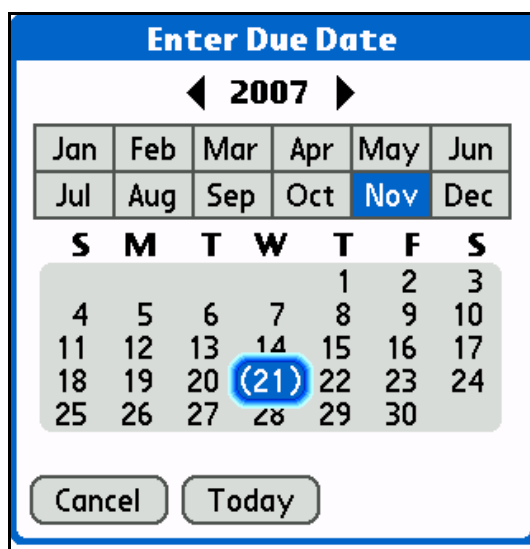 Enter Due Date
2007
Jan Feb Mar Apr May Jun
Jul Aug Sep Oct Nov Dec
S M T W T F S
1 2 3
4 5 6 7 8 9 10
11 12 13 14 15 16 17
18 19 20 (21) 22 23 24
25 26 27 28 29 30
Cancel Today